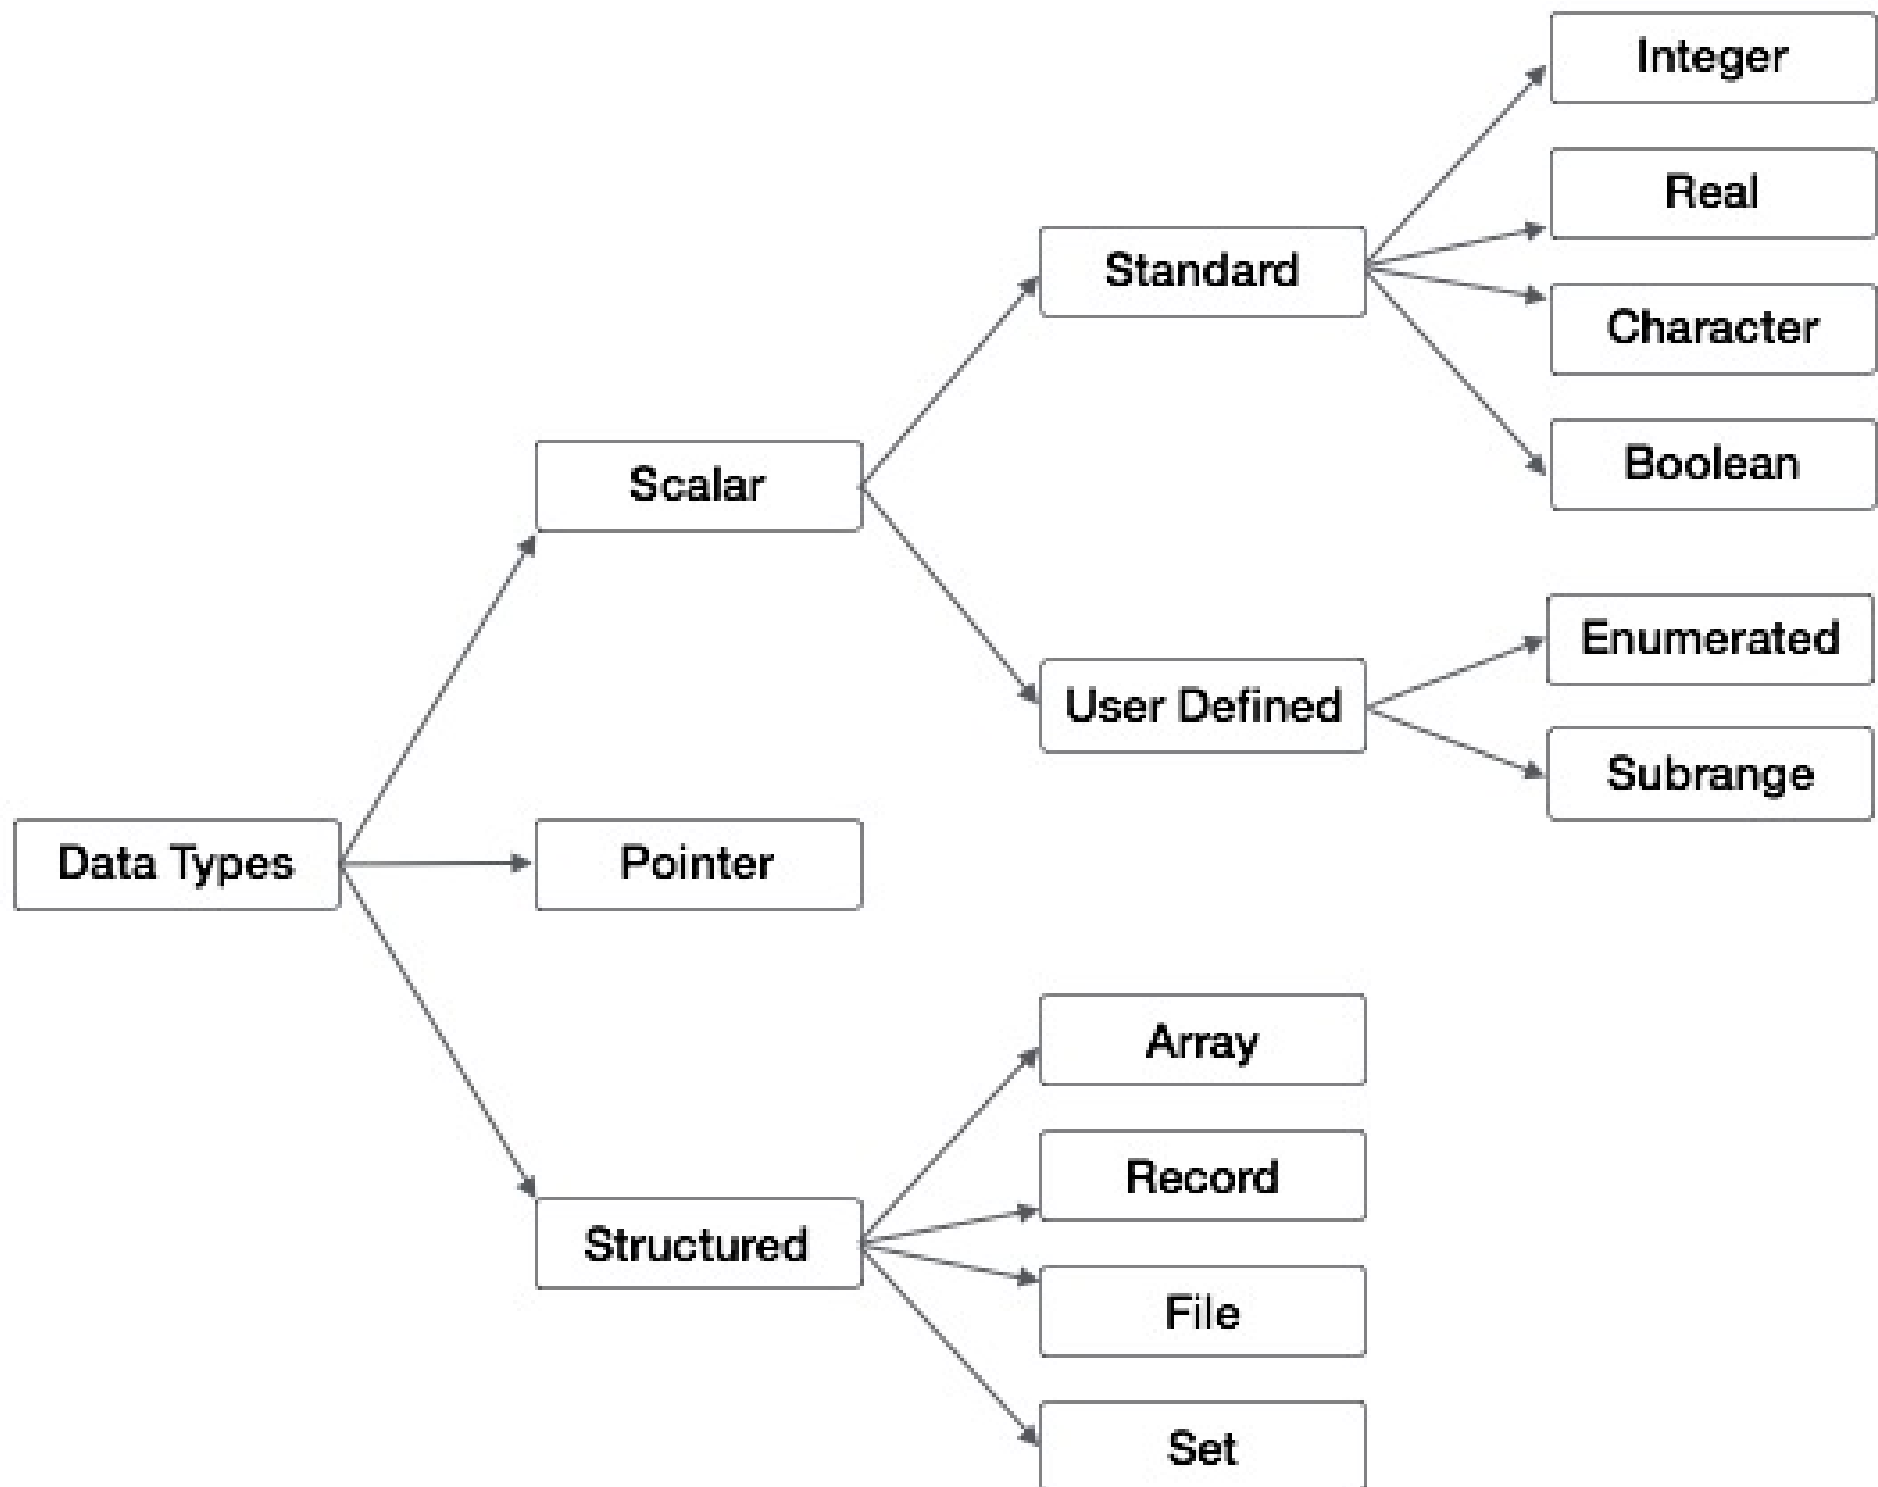 Integer
Real
Standard
Character
Boolean
Scalar
Enumerated
User Defined
Subrange
Data Types
Pointer
Array
Record
Structured
File
Set